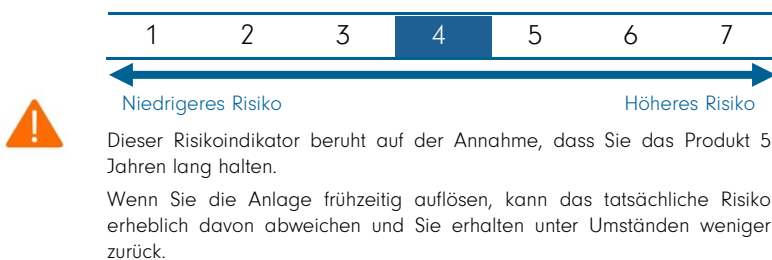 1 2 3 4 5 6 7
Niedrigeres Risiko Höheres Risiko
Dieser Risikoindikator beruht auf der Annahme, dass Sie das Produkt 5
Jahren lang halten.
Wenn Sie die Anlage frühzeitig auflösen, kann das tatsächliche Risiko
erheblich davon abweichen und Sie erhalten unter Umständen weniger
zurück.